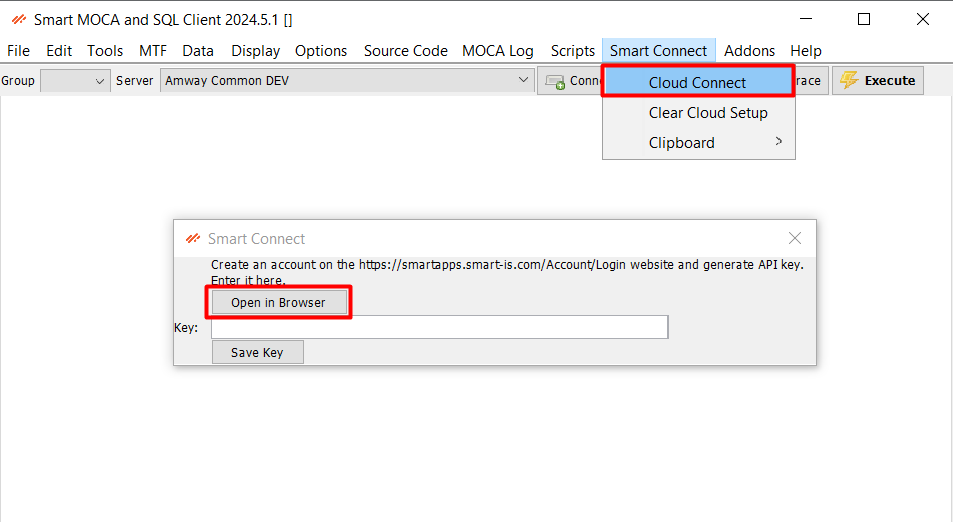 Smart MOCA and SQL Client 2024.5.1 []
File Edit Tools MTF Data Display Options Source Code MOCA Log Scripts Smart Connect Addons Help
Group Server Amway Common DEV Conne race Execute
Cloud Connect
Clear Cloud Setup
Clipboard >
Smart Connect
Create an account on the https://smartapps.smart-is.com/Account/Login website and generate API key.
Enter it here.
Open in Browser
Key:
Save Key